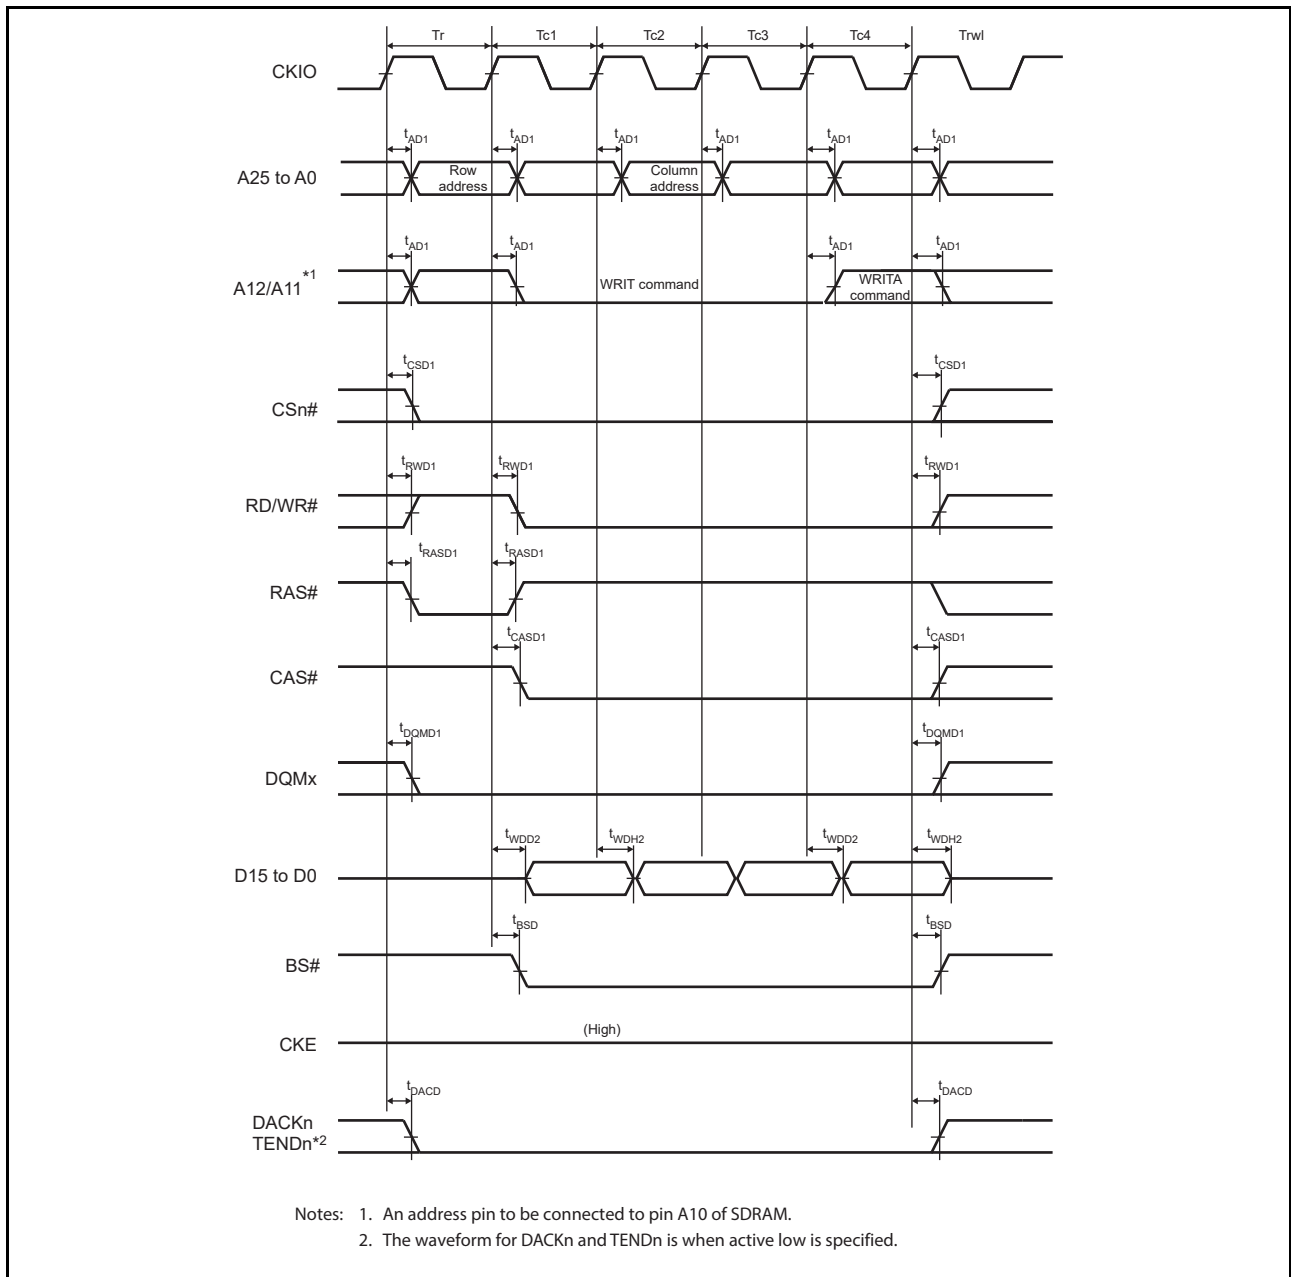 Tr Tc1 Tc2 Tc3 Tc4 Trwl
CKIO
tAD1 tAD1 tAD1 tAD1 tAD1 tAD1
A25 to A0
Row
address
Column
address
tAD1 tAD1 tAD1 tAD1
A12/A11 *1
WRIT command
WRITA
command
tCSD1 tCSD1
CSn#
tRWD1 tRWD1 tRWD1
RD/WR#
tRASD1 tRASD1
RAS#
tCASD1 tCASD1
CAS#
tDQMD1 tDQMD1
DQMx
tWDD2 tWDH2 tWDD2 tWDH2
D15 to D0
tBSD tBSD
BS#
(High)
CKE
tDACD tDACD
DACKn
TENDn*2
Notes: 1. An address pin to be connected to pin A10 of SDRAM.
2. The waveform for DACKn and TENDn is when active low is specified.